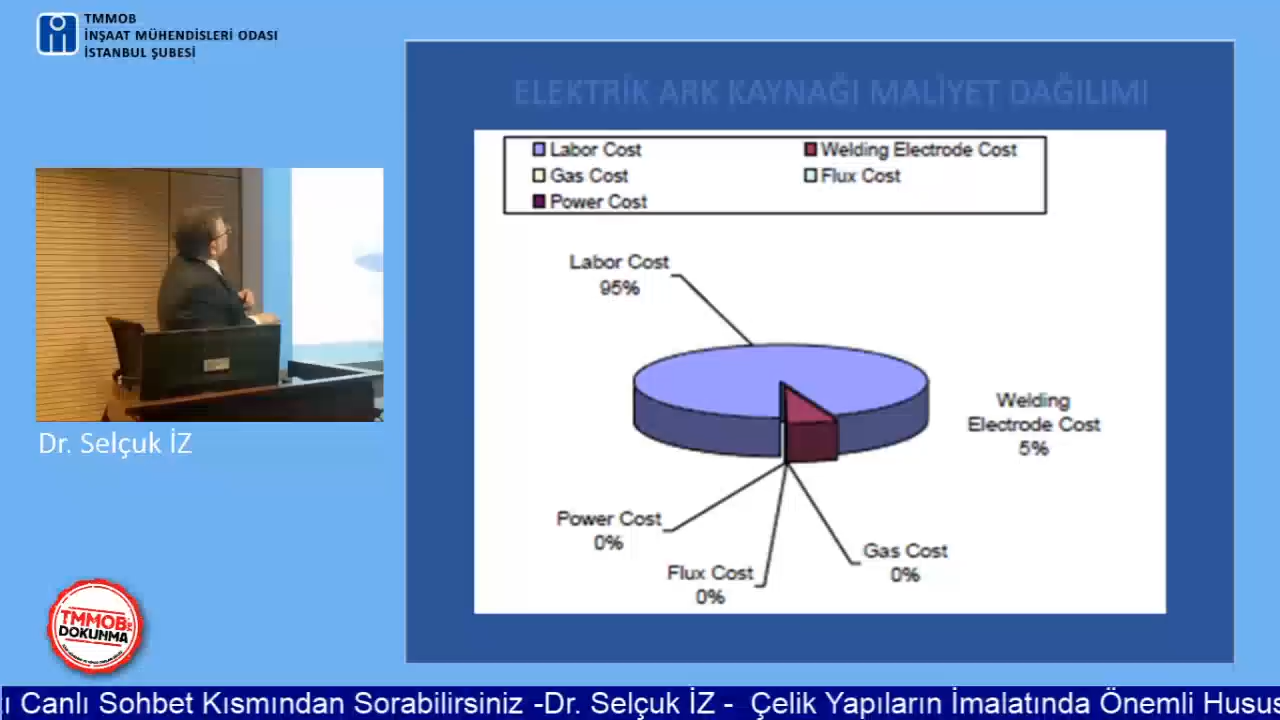 TMMOB
İNŞAAT MÜHENDİSLERİ ODASI
İSTANBUL ŞUBESİ
ELEKTRİK ARK KAYNAĞI MALİYET DAĞILIMI
Labor Cost
Welding Electrode Cost
Gas Cost
Flux Cost
Power Cost
Labor Cost
95%
Welding
Electrode Cost
5%
Power Cost
0%
Gas Cost
0%
Flux Cost
0%
Dr. Selçuk İZ
TMMOB'ye
DOKUNMA
Canlı Sohbet Kısmından Sorabilirsiniz -Dr. Selçuk İZ - Çelik Yapıların İmalatında Önemli Husus